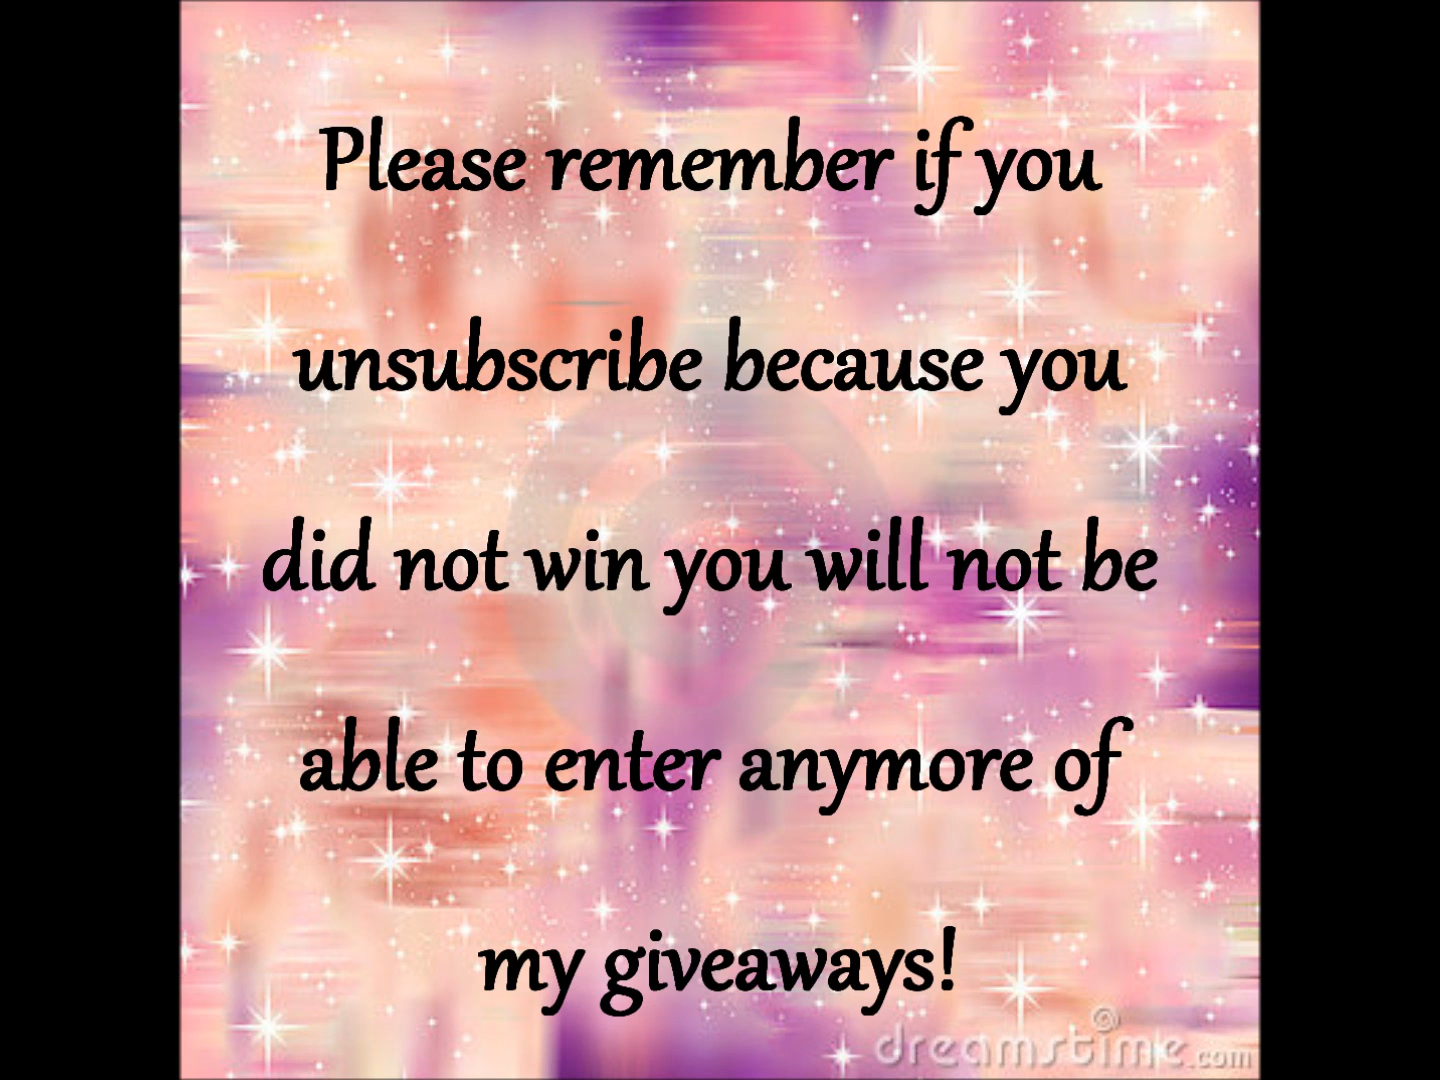 Please remember if you
unsubscribe because you
did not win you will not be
able to enter anymore of
my giveaways!
dreamstime.com